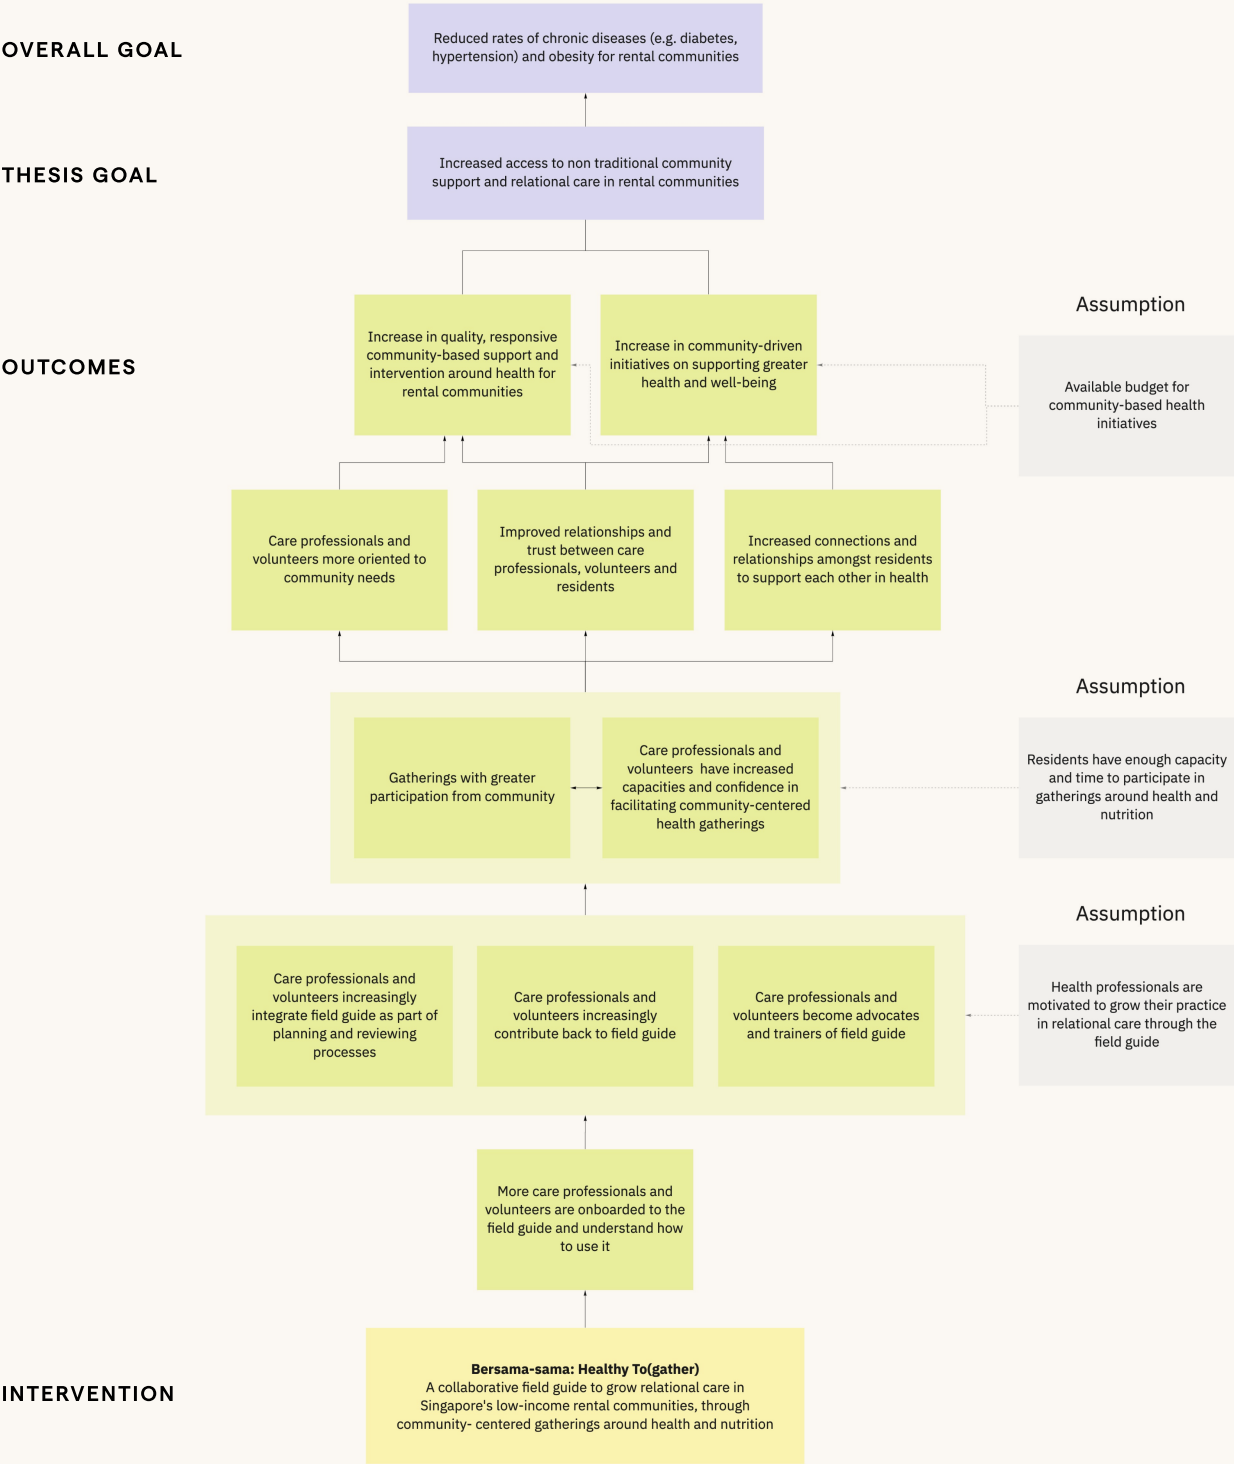 OVERALL GOAL
Reduced rates of chronic diseases (e.g. diabetes,
hypertension) and obesity for rental communities
THESIS GOAL
Increased access to non traditional community
support and relational care in rental communities
OUTCOMES
Increase in quality, responsive
community-based support and
intervention around health for
rental communities
Increase in community-driven
initiatives on supporting greater
health and well-being
Assumption
Available budget for
community-based health
initiatives
Care professionals and
volunteers more oriented to
community needs
Improved relationships and
trust between care
professionals, volunteers and
residents
Increased connections and
relationships amongst residents
to support each other in health
Gatherings with greater
participation from community
Care professionals and
volunteers have increased
capacities and confidence in
facilitating community-centered
health gatherings
Assumption
Residents have enough capacity
and time to participate in
gatherings around health and
nutrition
Care professionals and
volunteers increasingly
integrate field guide as part of
planning and reviewing
processes
Care professionals and
volunteers increasingly
contribute back to field guide
Care professionals and
volunteers become advocates
and trainers of field guide
Assumption
Health professionals are
motivated to grow their practice
in relational care through the
field guide
More care professionals and
volunteers are onboarded to the
field guide and understand how
to use it
INTERVENTION
Bersama-sama: Healthy To(gather)
A collaborative field guide to grow relational care in
Singapore's low-income rental communities, through
community- centered gatherings around health and nutrition